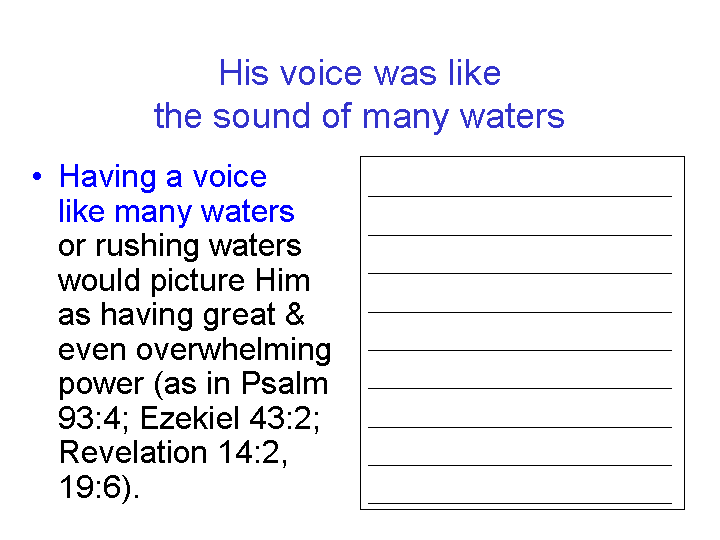 His voice was like
the sound of many waters
• Having a voice
like many waters
or rushing waters
would picture Him
as having great &
even overwhelming
power (as in Psalm
93:4; Ezekiel 43:2;
Revelation 14:2,
19:6).